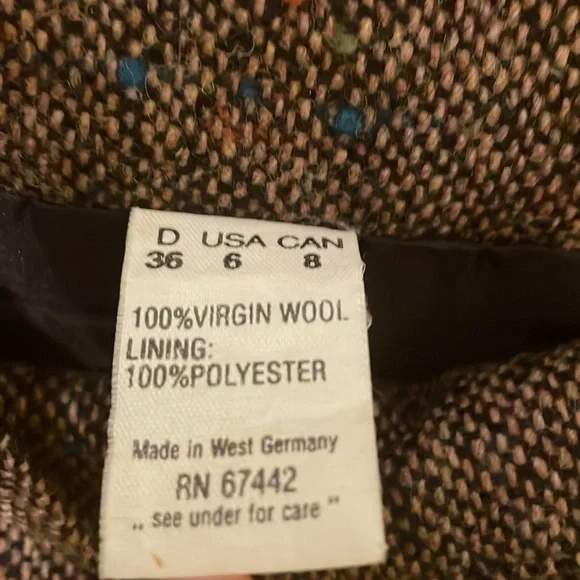 D USA CAN
36 6 8
100%VIRGIN WOOL
LINING:
100%POLYESTER
Made in West Germany
RN 67442
„ see under for care "